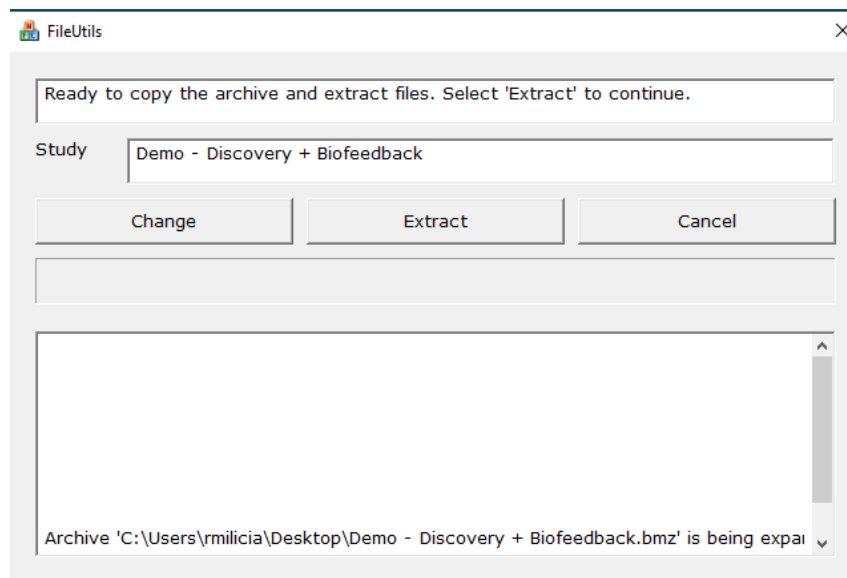 FileUtils
Ready to copy the archive and extract files. Select 'Extract' to continue.
Study
Demo - Discovery + Biofeedback
Change
Extract
Cancel
Archive 'C:\Users\rmilicia\Desktop\Demo - Discovery + Biofeedback.bmz' is being expa